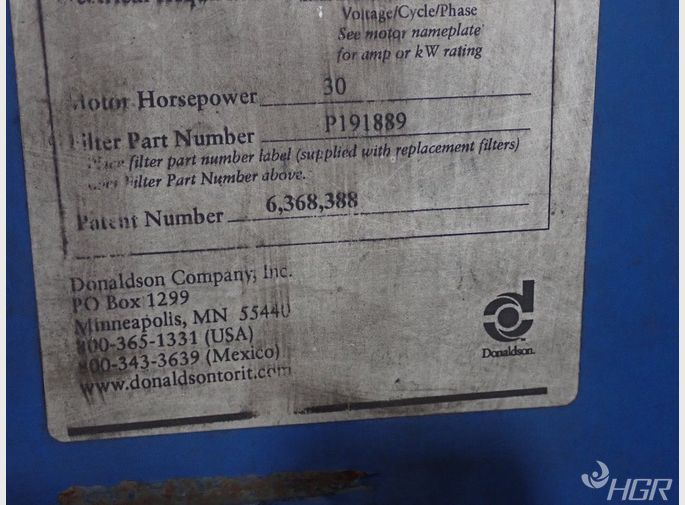 Voltage/Cycle/Phase
See motor nameplate
for amp or kW rating
Motor Horsepower 30
Filter Part Number P191889
Place filter part number label (supplied with replacement filters)
over Filter Part Number above.
Patent Number 6,368,388
Donaldson Company, Inc.
PO Box 1299
Minneapolis, MN 55440
800-365-1331 (USA)
800-343-3639 (Mexico)
www.donaldsontorit.com
Donaldson.
HGR